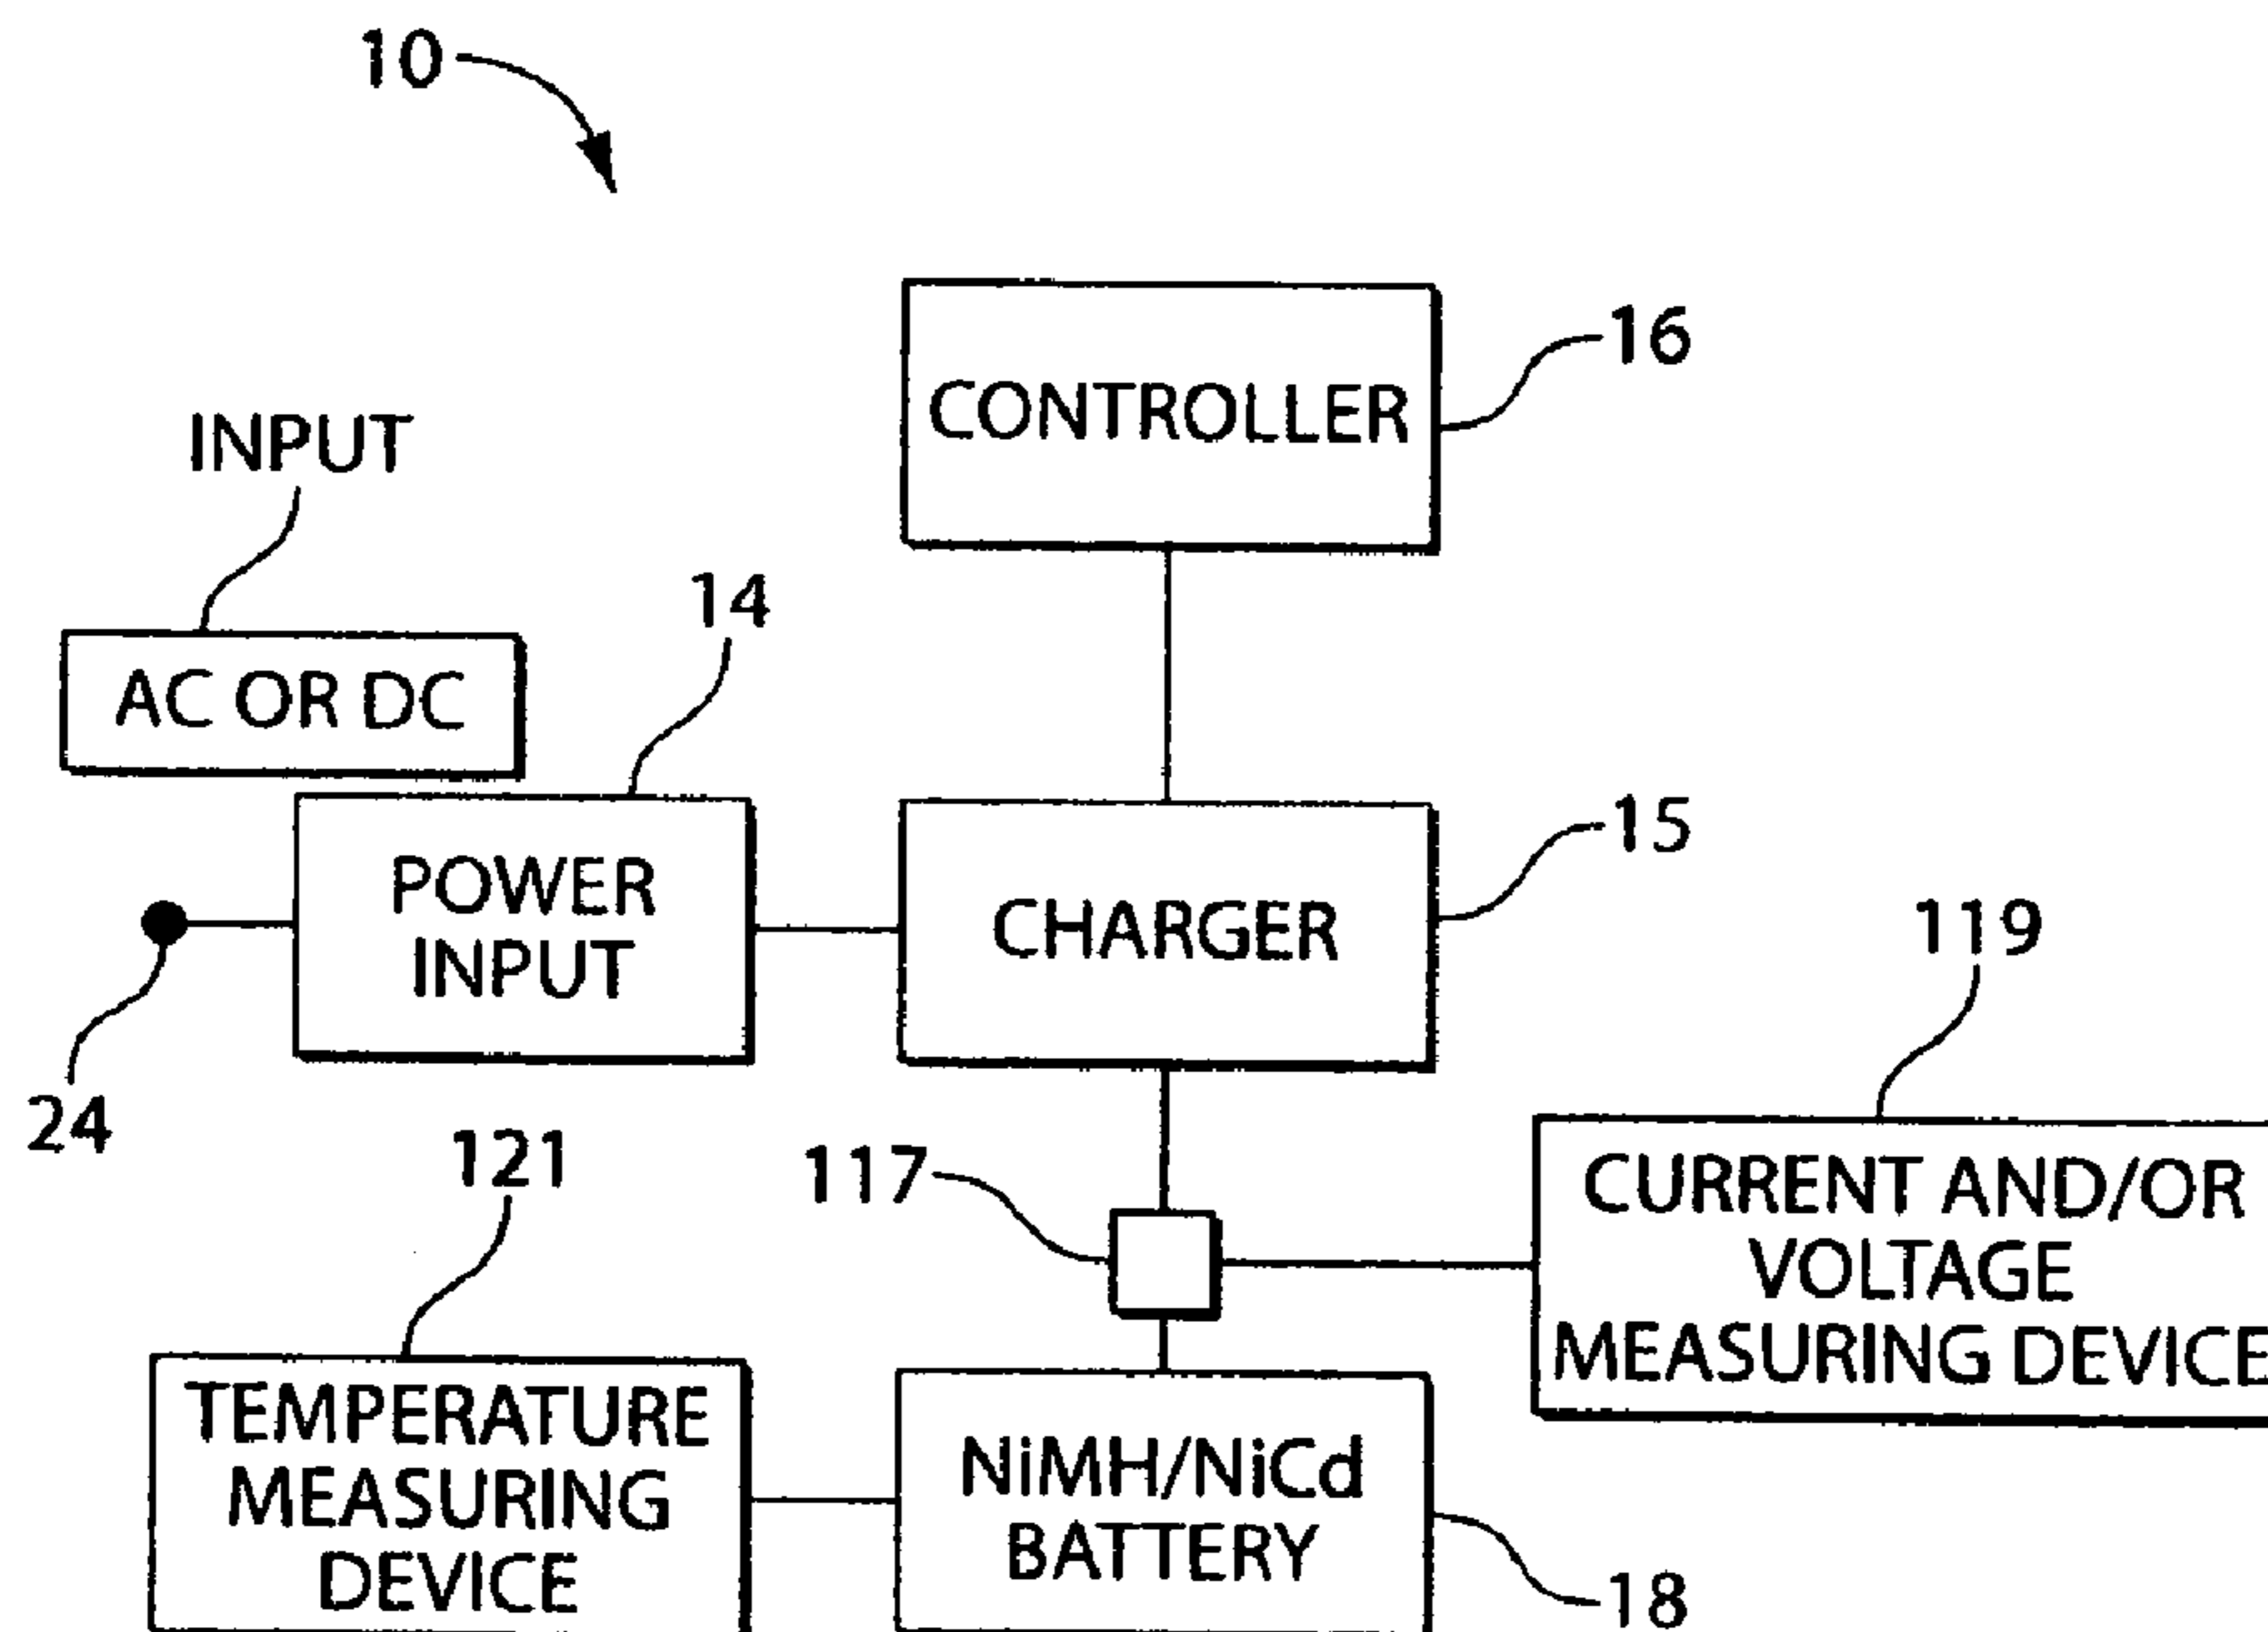 10
16
CONTROLLER
INPUT
14
AC OR DC
15
POWER
INPUT
CHARGER
119
24
121
117
CURRENT AND/OR
VOLTAGE
MEASURING DEVICE
TEMPERATURE
MEASURING
DEVICE
NiMH/NiCd
BATTERY
18